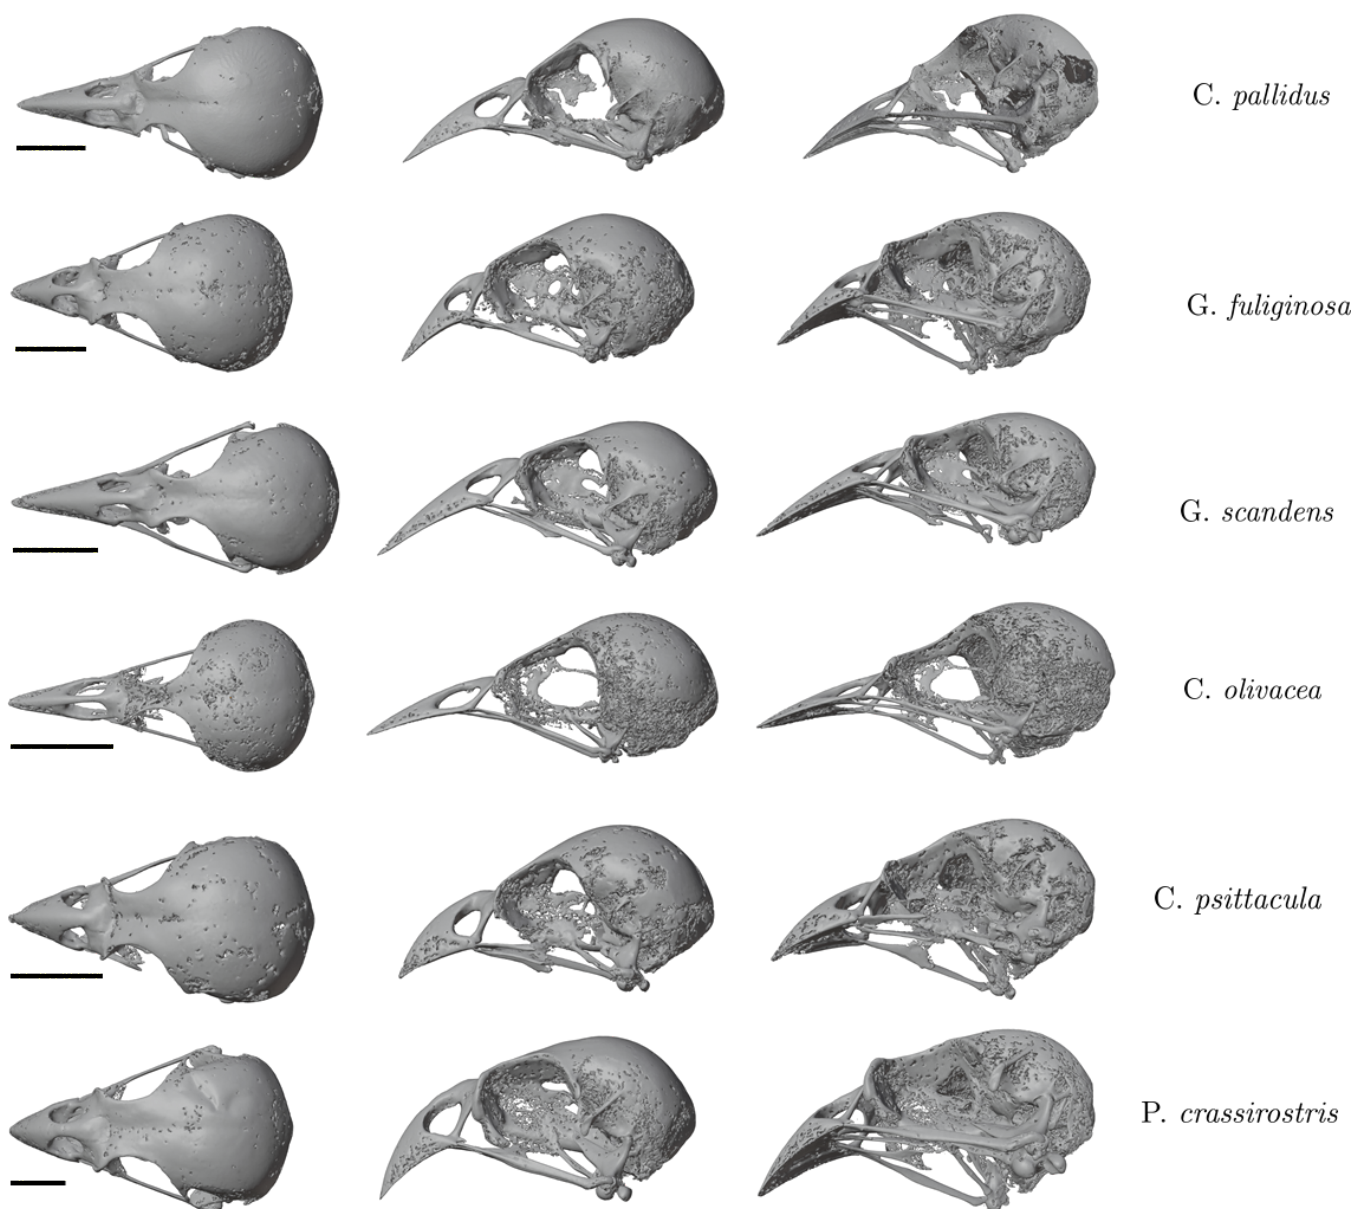 C. pallidus
G. fuliginosa
G. scandens
C. olivacea
C. psittacula
P. crassirostris